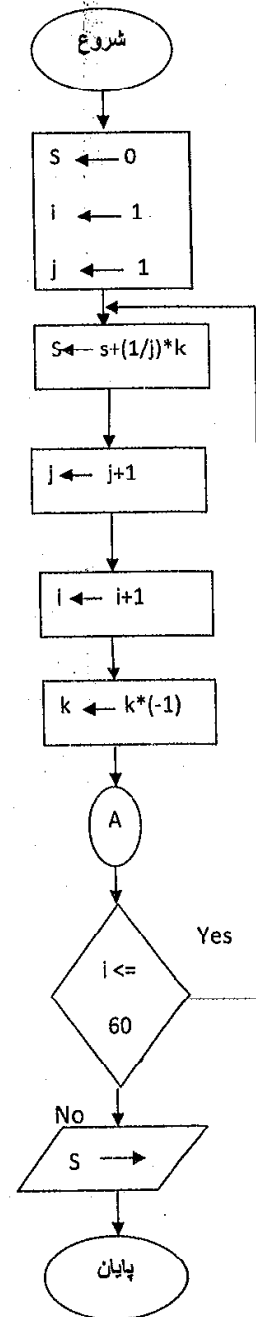 شروع
S ← 0
i ← 1
j ← 1
S← s+(1/j)*k
j ← j+1
i ← i+1
k ← k*(-1)
A
Yes
i <=
60
No
S →
پایان